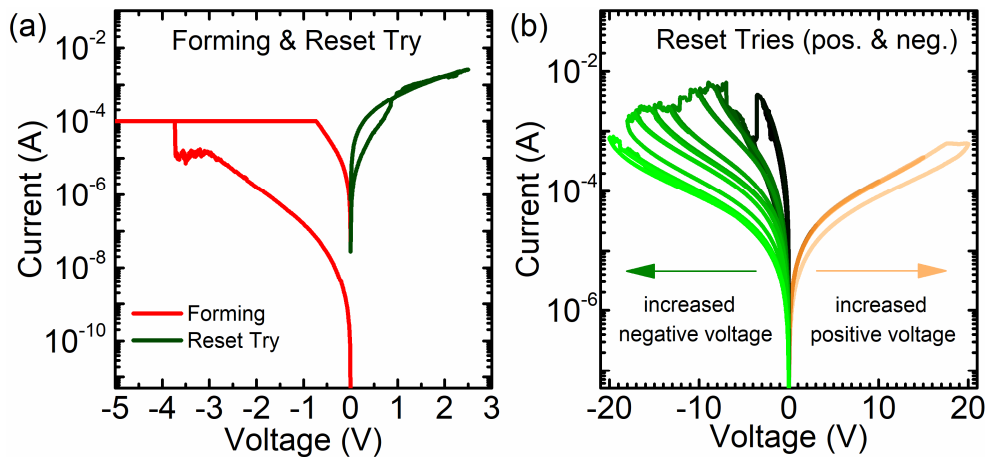 (a)
Forming & Reset Try
10⁻²
10⁻⁴
10⁻⁶
10⁻⁸
10⁻¹⁰
Current (A)
Forming
Reset Try
-5 -4 -3 -2 -1 0 1 2 3
Voltage (V)
(b)
Reset Tries (pos. & neg.)
10⁻²
10⁻⁴
10⁻⁶
Current (A)
increased
negative voltage
increased
positive voltage
-20 -10 0 10 20
Voltage (V)